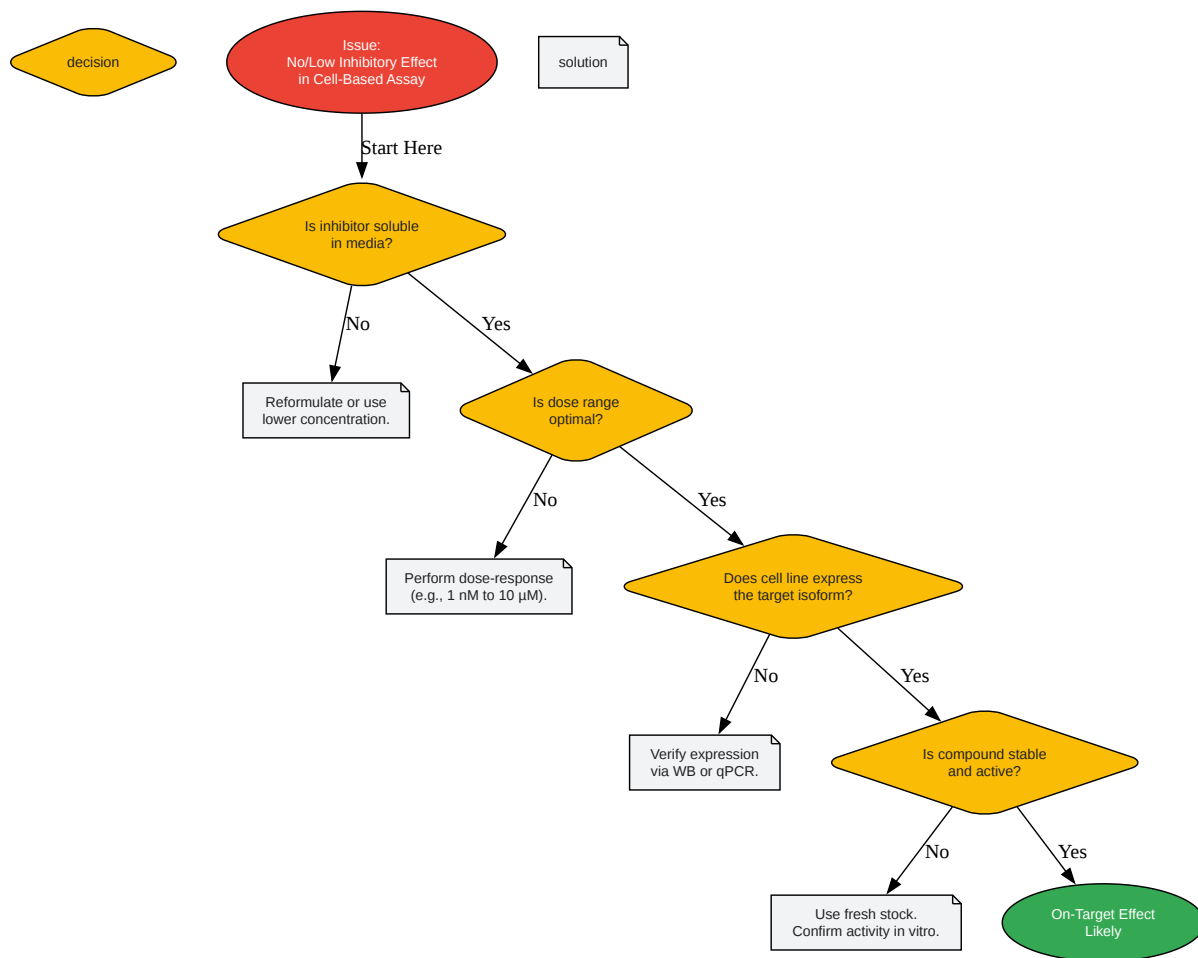 decision
Issue:
No/Low Inhibitory Effect
in Cell-Based Assay
solution
Start Here
Is inhibitor soluble
in media?
No
Yes
Reformulate or use
lower concentration.
Is dose range
optimal?
No
Yes
Perform dose-response
(e.g., 1 nM to 10 µM).
Does cell line express
the target isoform?
No
Yes
Verify expression
via WB or qPCR.
Is compound stable
and active?
No
Yes
Use fresh stock.
Confirm activity in vitro.
On-Target Effect
Likely